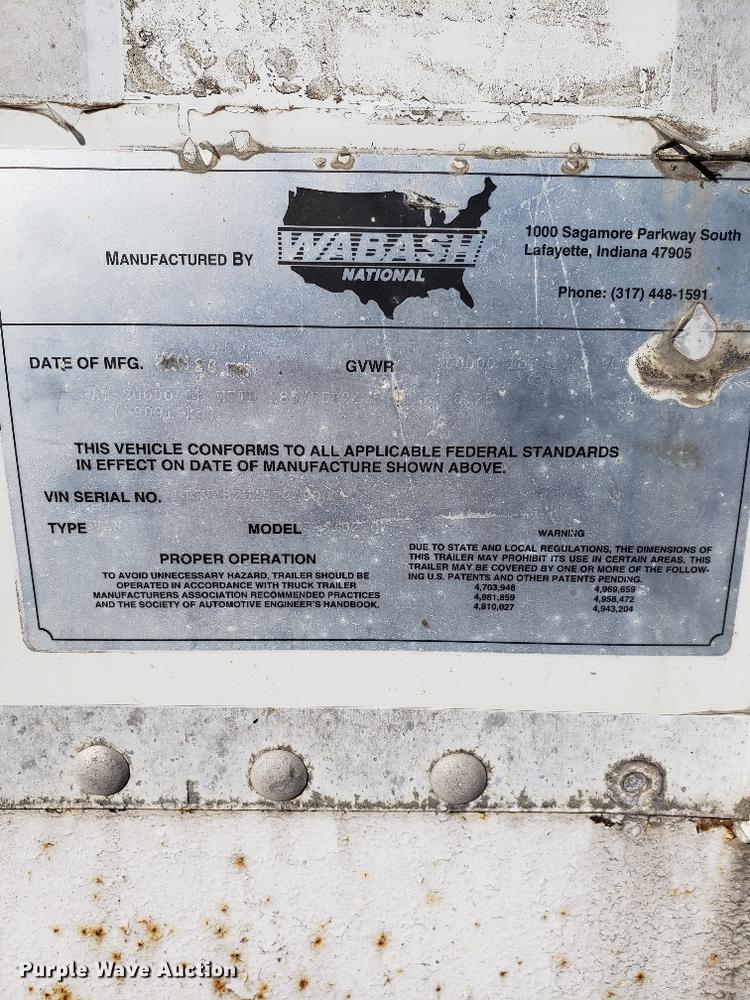 MANUFACTURED BY
WABASH
NATIONAL
1000 Sagamore Parkway South
Lafayette, Indiana 47905
Phone: (317) 448-1591
DATE OF MFG.
GVWR
THIS VEHICLE CONFORMS TO ALL APPLICABLE FEDERAL STANDARDS
IN EFFECT ON DATE OF MANUFACTURE SHOWN ABOVE.
VIN SERIAL NO.
TYPE VAN MODEL
PROPER OPERATION
TO AVOID UNNECESSARY HAZARD, TRAILER SHOULD BE
OPERATED IN ACCORDANCE WITH TRUCK TRAILER
MANUFACTURERS ASSOCIATION RECOMMENDED PRACTICES
AND THE SOCIETY OF AUTOMOTIVE ENGINEER'S HANDBOOK.
WARNING
DUE TO STATE AND LOCAL REGULATIONS, THE DIMENSIONS OF
THIS TRAILER MAY PROHIBIT ITS USE IN CERTAIN AREAS. THIS
TRAILER MAY BE COVERED BY ONE OR MORE OF THE FOLLOW-
ING U.S. PATENTS AND OTHER PATENTS PENDING.
4,703,948 4,969,659
4,881,859 4,958,472
4,810,027 4,943,204
Purple Wave Auction